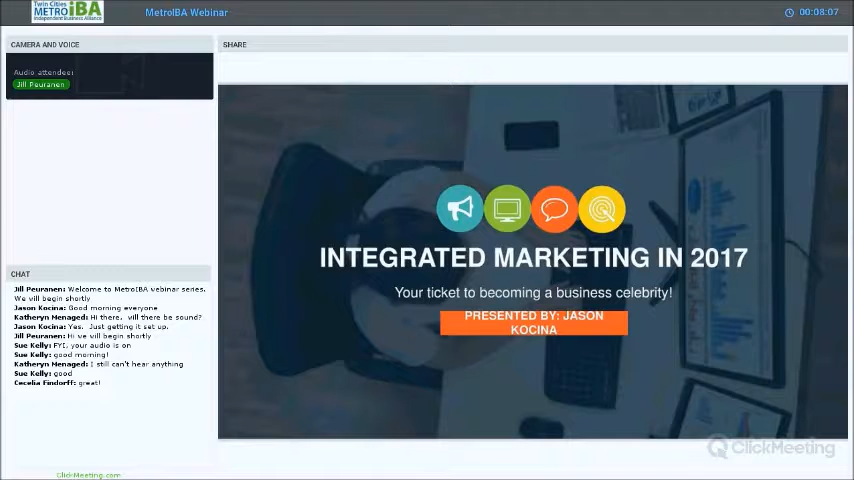 Twin Cities
METRO IBA
Independent Business Alliance
MetroIBA Webinar
00:08:07
CAMERA AND VOICE
Audio attendees
Jill Peuranen
SHARE
INTEGRATED MARKETING IN 2017
Your ticket to becoming a business celebrity!
PRESENTED BY: JASON
KOCINA
CHAT
Jill Peuranen: Welcome to MetroIBA webinar series.
We will begin shortly
Jason Kocina: Good morning everyone
Katheryn Menaged: Hi there, will there be sound?
Jason Kocina: Yes. Just getting it set up.
Jill Peuranen: Hi we will begin shortly
Sue Kelly: FYI, your audio is on
Sue Kelly: good morning!
Katheryn Menaged: I still can't hear anything
Sue Kelly: good
Cecelia Findorff: great!
ClickMeeting
ClickMeeting.com